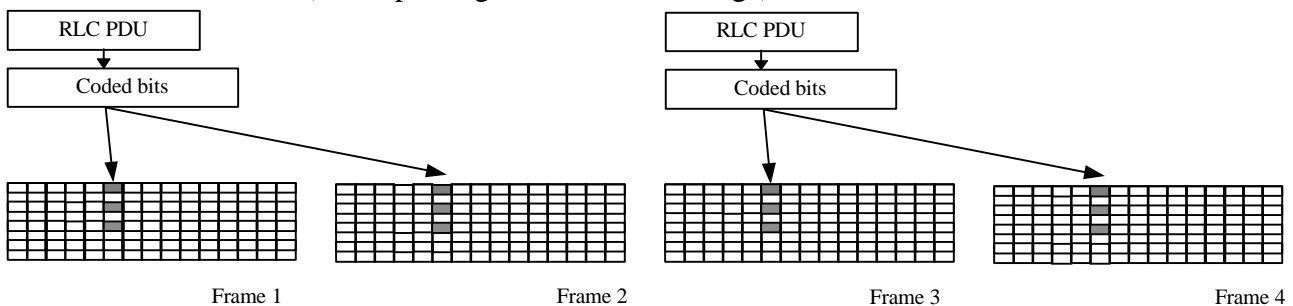 RLC PDU
RLC PDU
Coded bits
Coded bits
Frame 1
Frame 2
Frame 3
Frame 4